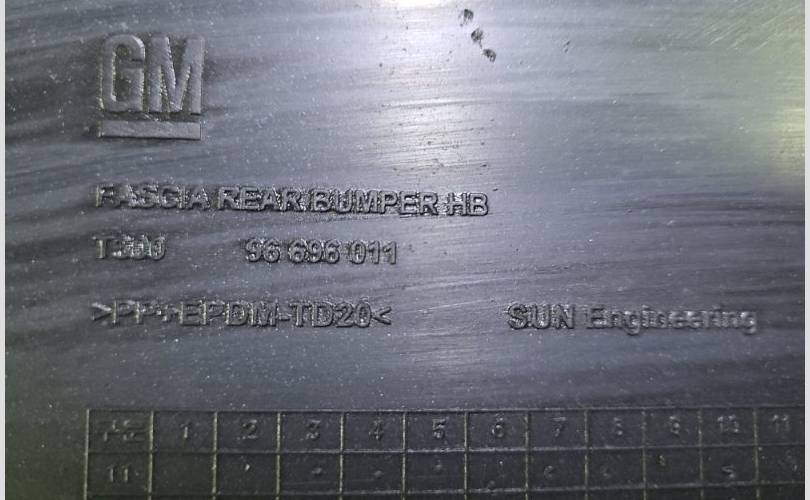 GM
FASCIA REAR BUMPER HB
T300 96 696 011
>PP+EPDM-TD20< SUN Engineering
1 2 3 4 5 6 7 8 9 10 11
11